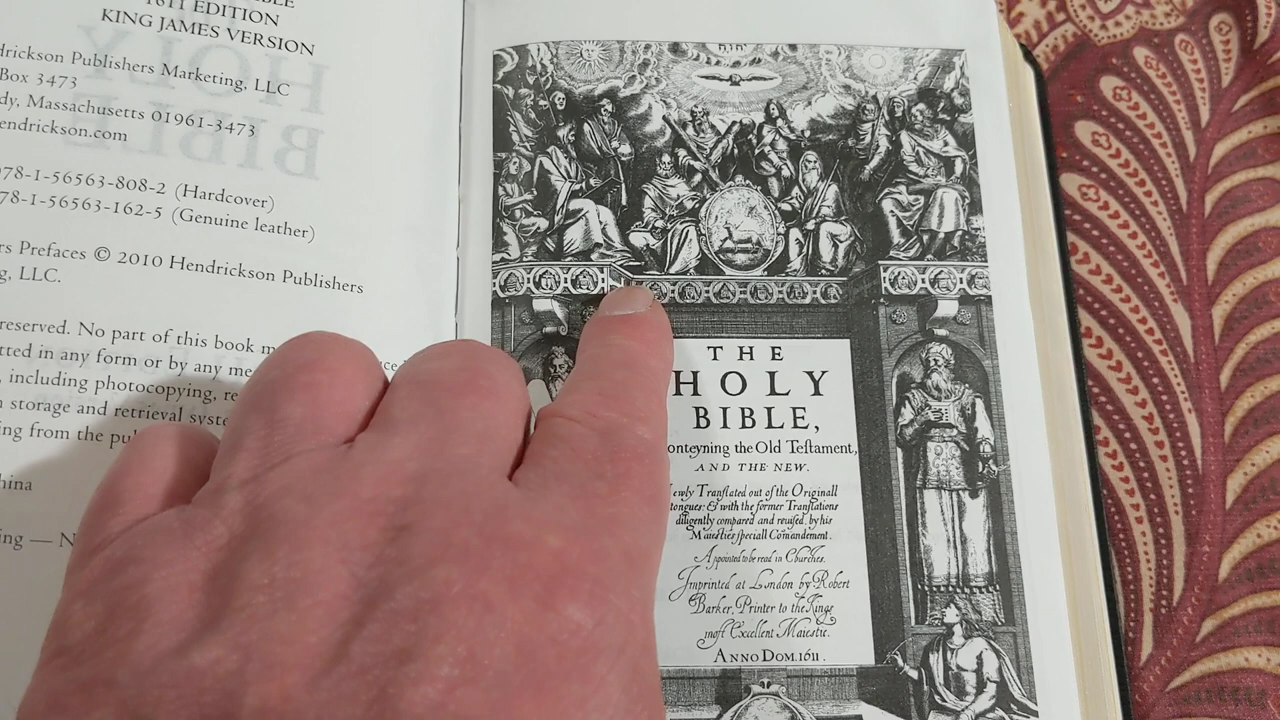 1611 EDITION
KING JAMES VERSION
Hendrickson Publishers Marketing, LLC
Box 3473
Massachusetts 01961-3473
hendrickson.com
978-1-56563-808-2 (Hardcover)
978-1-56563-162-5 (Genuine leather)
Prefaces © 2010 Hendrickson Publishers
LLC.
reserved. No part of this book
in any form or by any
including photocopying,
storage and retrieval
from the
THE
HOLY
BIBLE,
Conteyning the Old Teſtament,
AND THE NEW.
Newly Tranſlated out of the Originall
tongues: & with the former Tranſlations
diligently compared and reuiſed, by his
Maieſties ſpeciall Comandement.
Appointed to be read in Churches.
Imprinted at London by Robert
Barker, Printer to the Kings
moſt Excellent Maieſtie.
ANNO DOM. 1611.